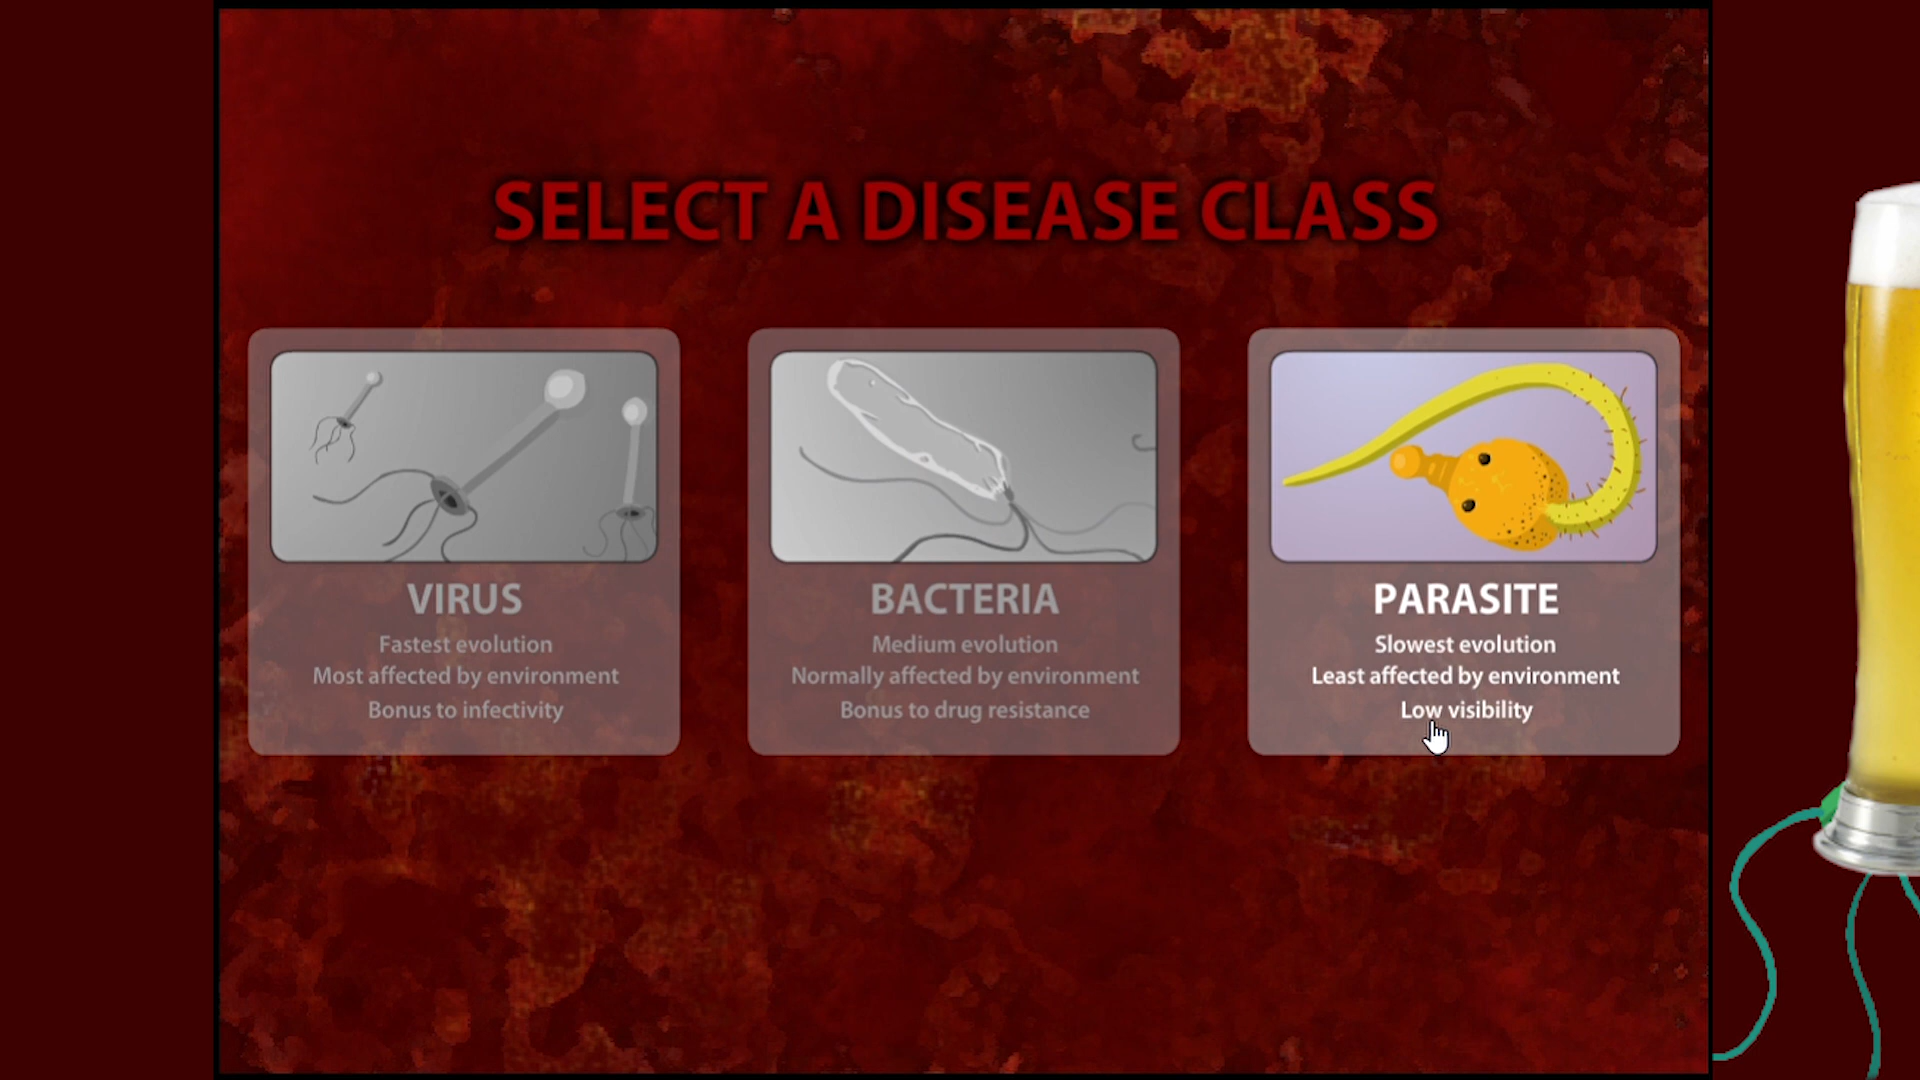 SELECT A DISEASE CLASS
VIRUS
Fastest evolution
Most affected by environment
Bonus to infectivity
BACTERIA
Medium evolution
Normally affected by environment
Bonus to drug resistance
PARASITE
Slowest evolution
Least affected by environment
Low visibility